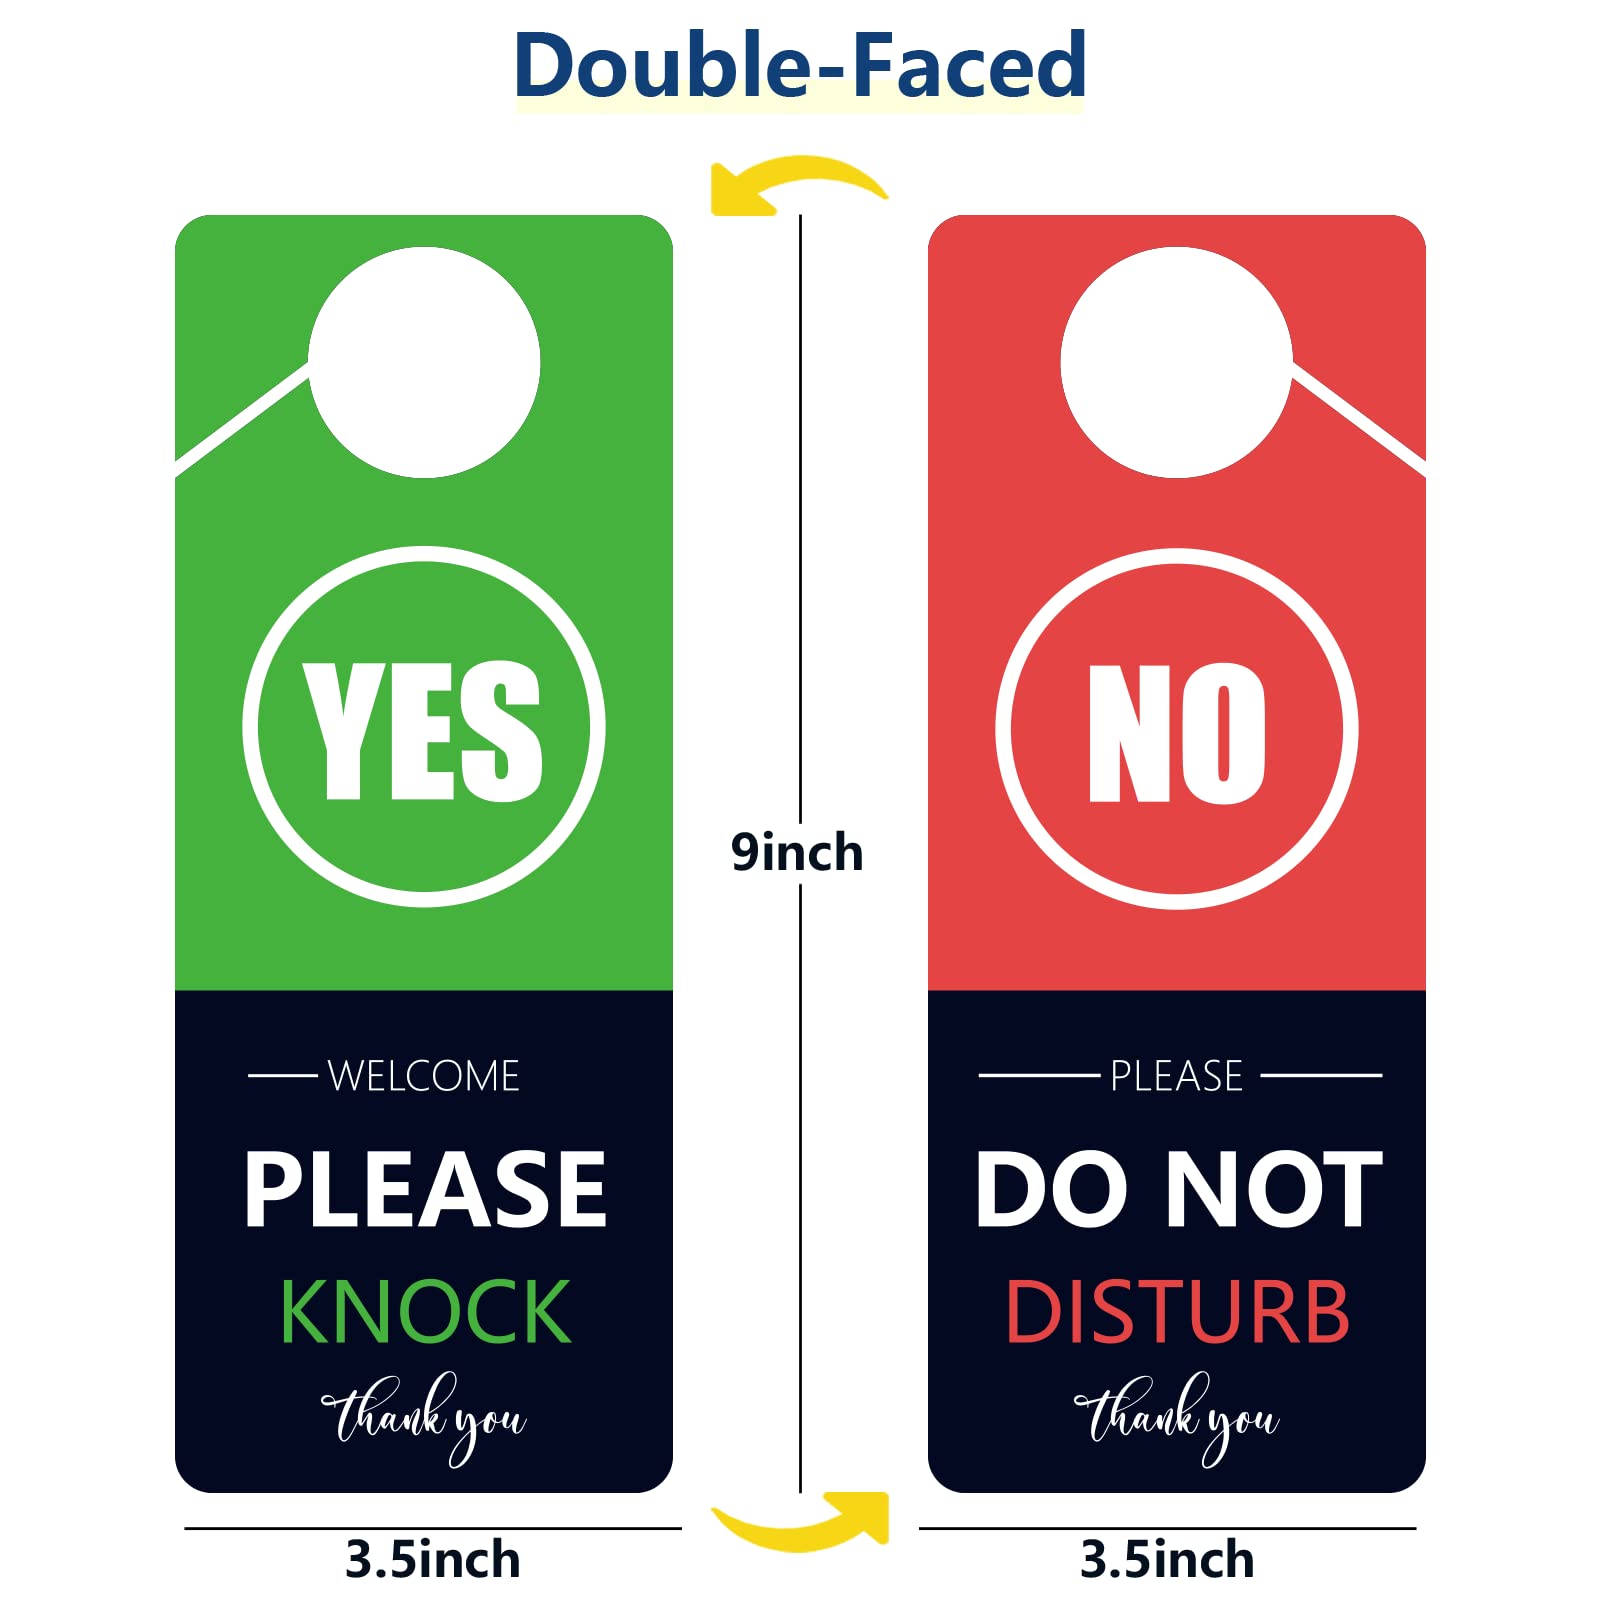 Double-Faced
YES
WELCOME
PLEASE
KNOCK
thank you
3.5inch
9inch
NO
PLEASE
DO NOT
DISTURB
thank you
3.5inch